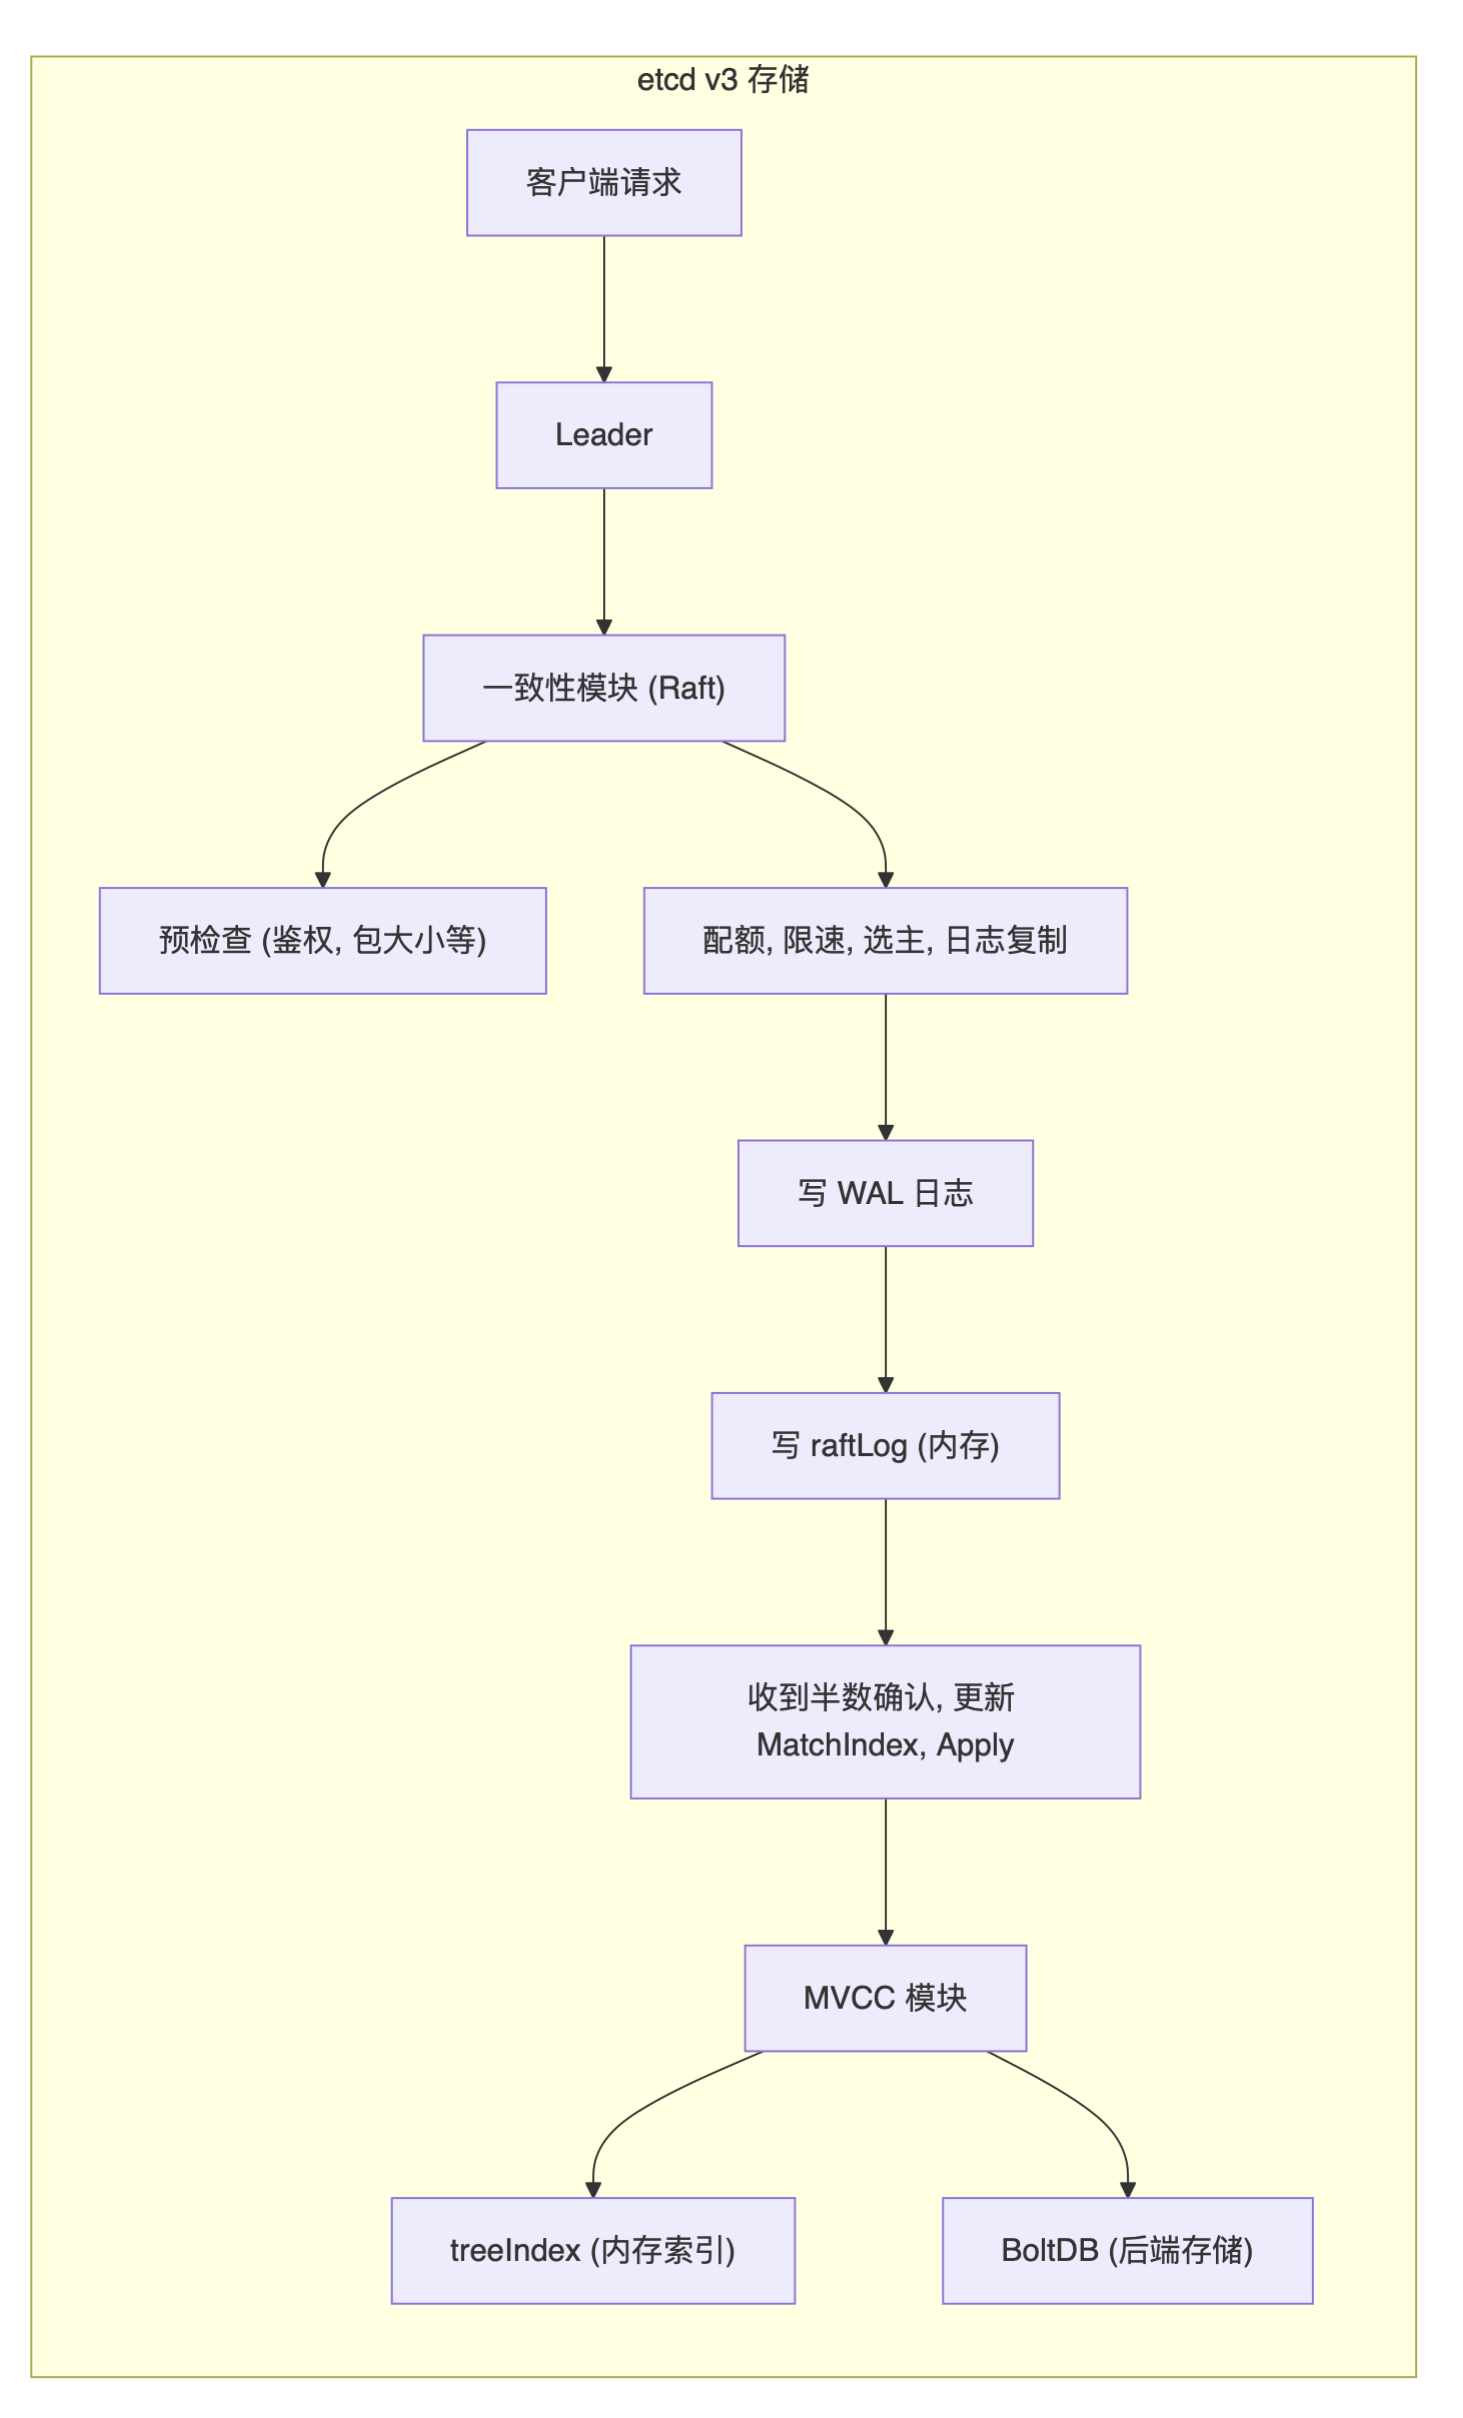 etcd v3 存储
客户端请求
Leader
一致性模块 (Raft)
预检查 (鉴权, 包大小等)
配额, 限速, 选主, 日志复制
写 WAL 日志
写 raftLog (内存)
收到半数确认, 更新
MatchIndex, Apply
MVCC 模块
treeIndex (内存索引)
BoltDB (后端存储)